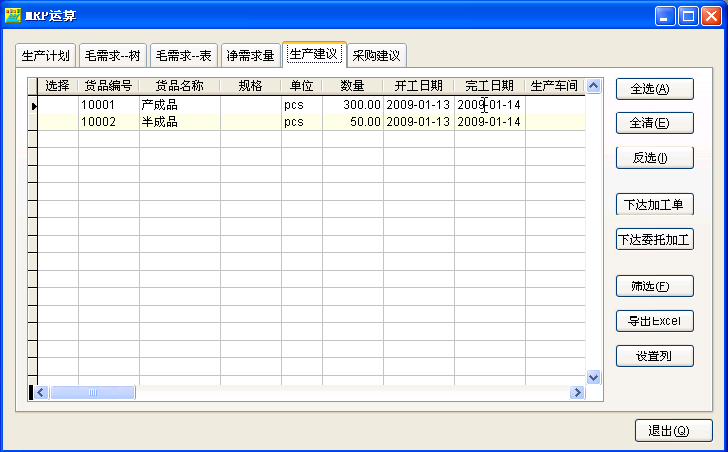 MRP运算
生产计划 毛需求--树 毛需求--表 净需求量 生产建议 采购建议
选择 货品编号 货品名称 规格 单位 数量 开工日期 完工日期 生产车间
10001 产成品 pcs 300.00 2009-01-13 2009-01-14
10002 半成品 pcs 50.00 2009-01-13 2009-01-14
全选(A)
全清(E)
反选(I)
下达加工单
下达委托加工
筛选(F)
导出Excel
设置列
退出(Q)